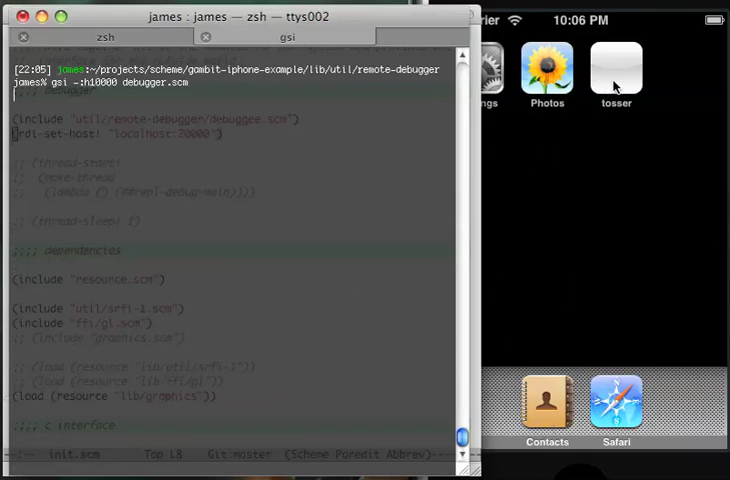 james : james — zsh — ttys002
zsh
gsi
[22:05] james:~/projects/scheme/gambit-iphone-example/lib/util/remote-debugger
james% gsi -:h10000 debugger.scm
;;;; debugger
(include "util/remote-debugger/debuggee.scm")
(rdi-set-host! "localhost:20000")
;; (thread-start!
;; (make-thread
;; (lambda () (##repl-debug-main))))
;; (thread-sleep! 1)
;;;; dependencies
(include "resource.scm")
(include "util/srfi-1.scm")
(include "ffi/gl.scm")
;; (include "graphics.scm")
;; (load (resource "lib/util/srfi-1"))
;; (load (resource "lib/ffi/gl"))
(load (resource "lib/graphics"))
;;;; c interface
init.scm Top L8 Git:master (Scheme Paredit Abbrev)
rier 10:06 PM
ngs
Photos
tosser
Contacts
Safari